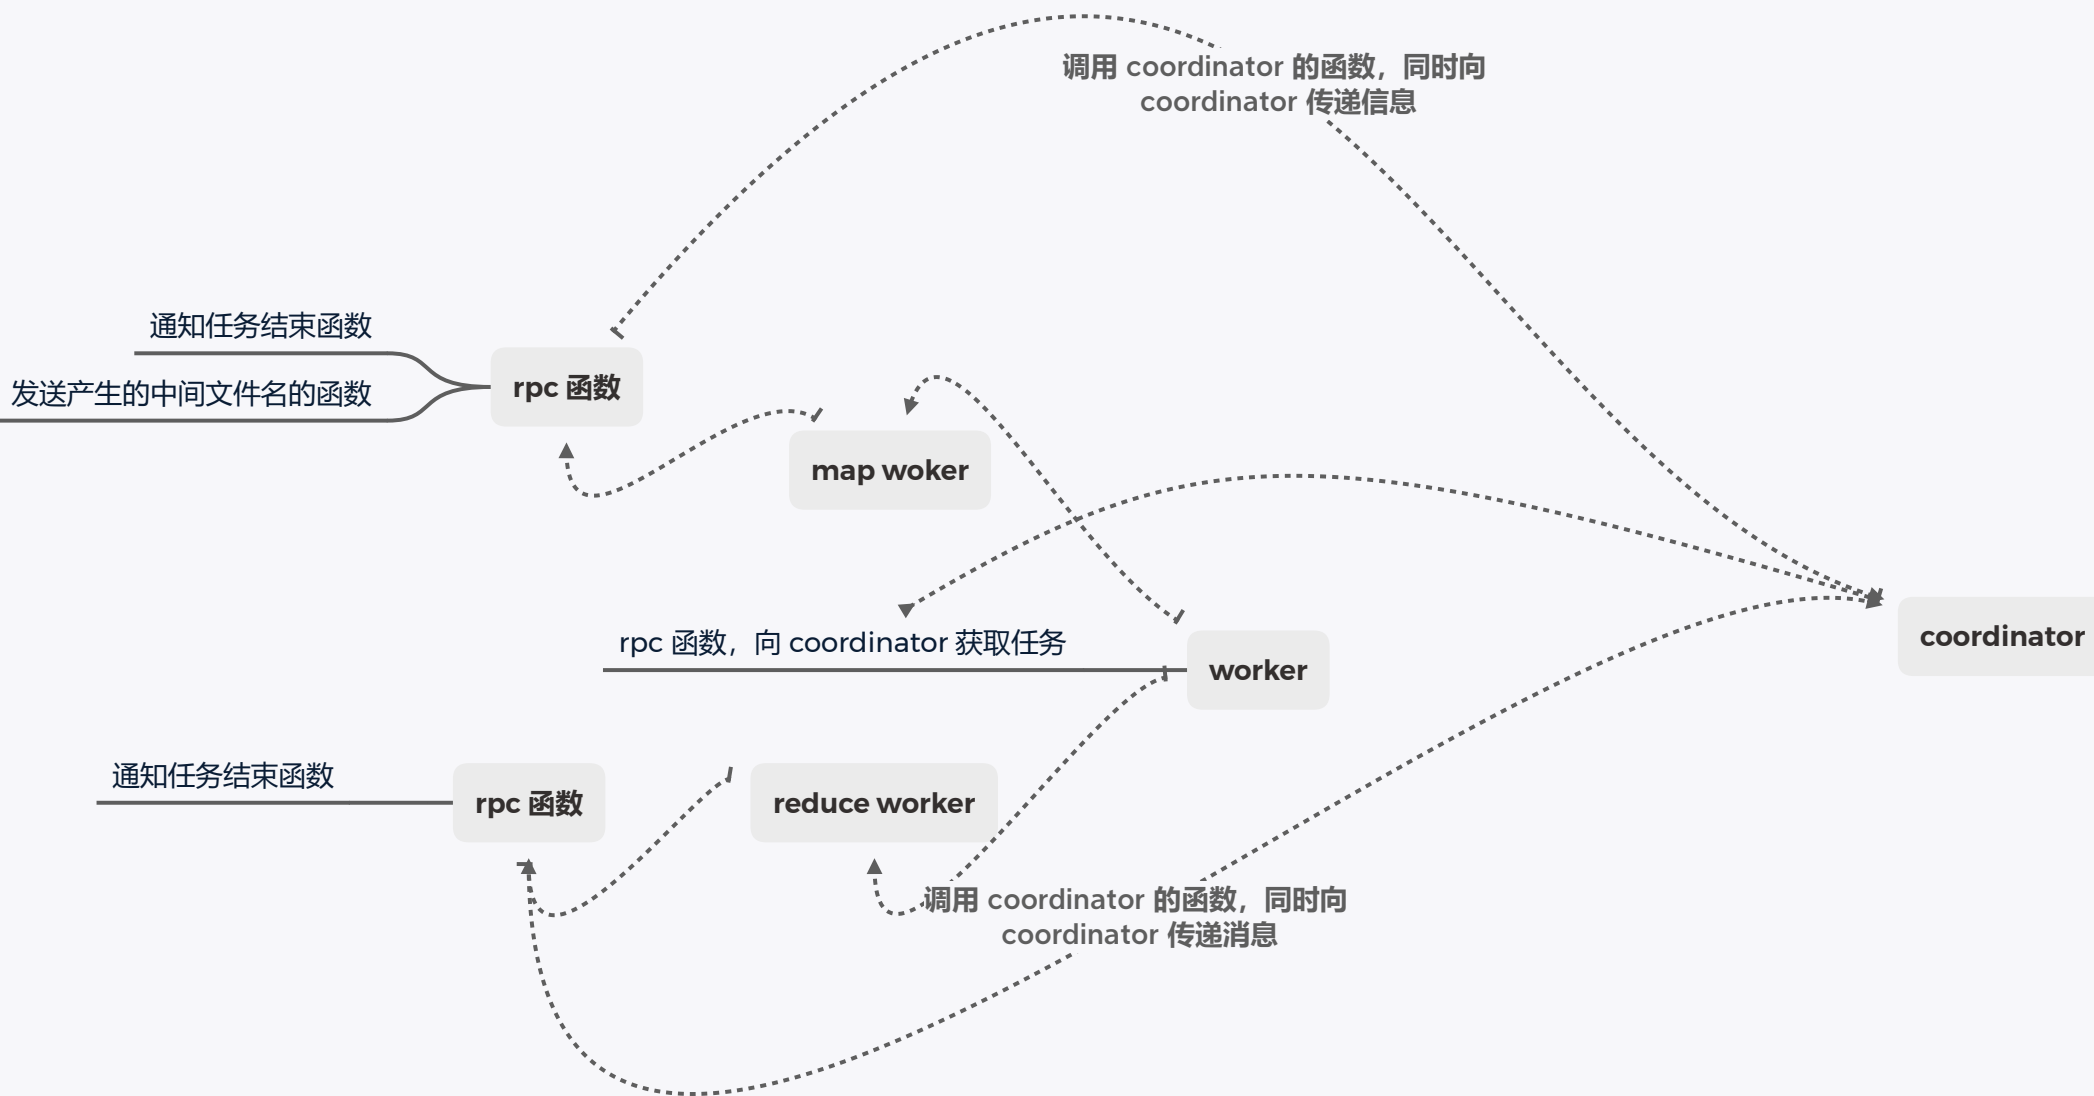 调用 coordinator 的函数，同时向
coordinator 传递信息
通知任务结束函数
发送产生的中间文件名的函数
rpc 函数
map woker
rpc 函数，向 coordinator 获取任务
worker
coordinator
通知任务结束函数
rpc 函数
reduce worker
调用 coordinator 的函数，同时向
coordinator 传递消息